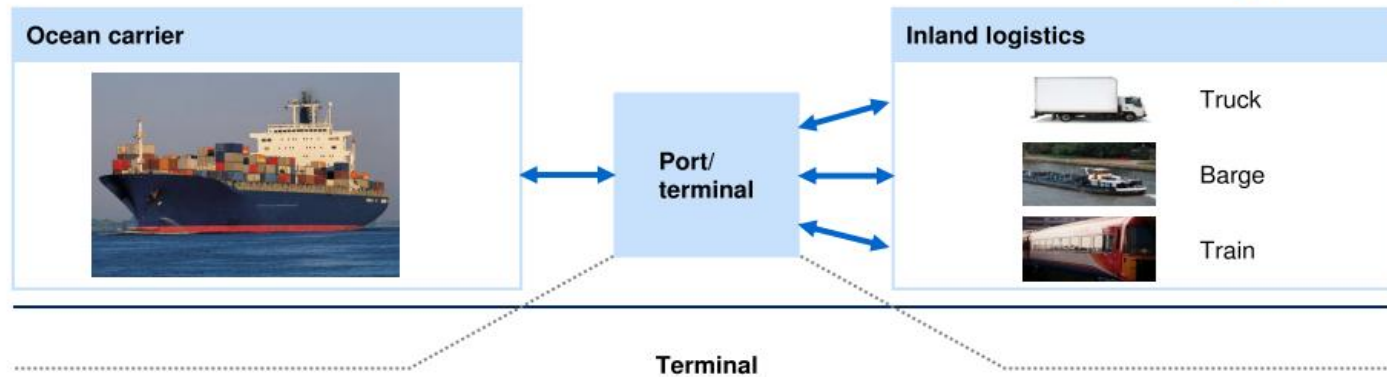 Ocean carrier
Inland logistics
Port/
terminal
Truck
Barge
Train
Terminal